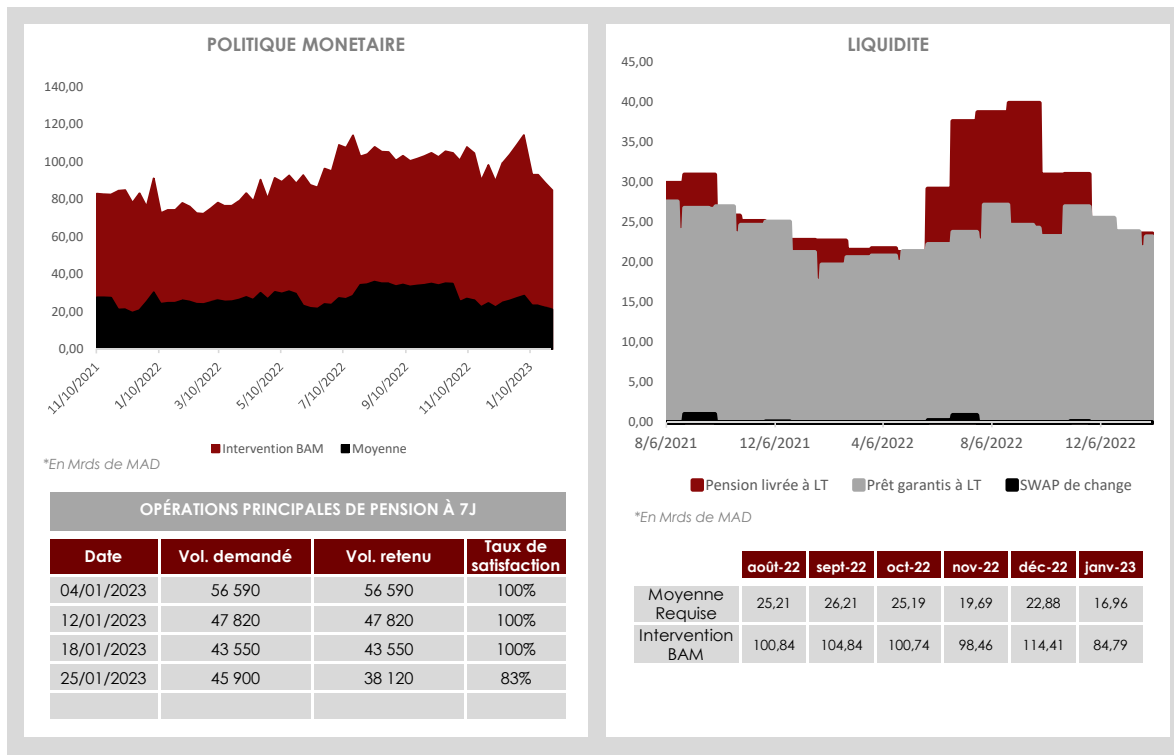 POLITIQUE MONETAIRE
140,00
120,00
100,00
80,00
60,00
40,00
20,00
0,00
11/10/2021
1/10/2022
3/10/2022
5/10/2022
7/10/2022
9/10/2022
11/10/2022
1/10/2023
Intervention BAM Moyenne
*En Mrds de MAD
OPÉRATIONS PRINCIPALES DE PENSION À 7J
Date Vol. demandé Vol. retenu Taux de
satisfaction
04/01/2023 56 590 56 590 100%
12/01/2023 47 820 47 820 100%
18/01/2023 43 550 43 550 100%
25/01/2023 45 900 38 120 83%
LIQUIDITE
45,00
40,00
35,00
30,00
25,00
20,00
15,00
10,00
5,00
0,00
8/6/2021 12/6/2021 4/6/2022 8/6/2022 12/6/2022
Pension livrée à LT Prêt garantis à LT SWAP de change
*En Mrds de MAD
août-22 sept-22 oct-22 nov-22 déc-22 janv-23
Moyenne
Requise 25,21 26,21 25,19 19,69 22,88 16,96
Intervention
BAM 100,84 104,84 100,74 98,46 114,41 84,79